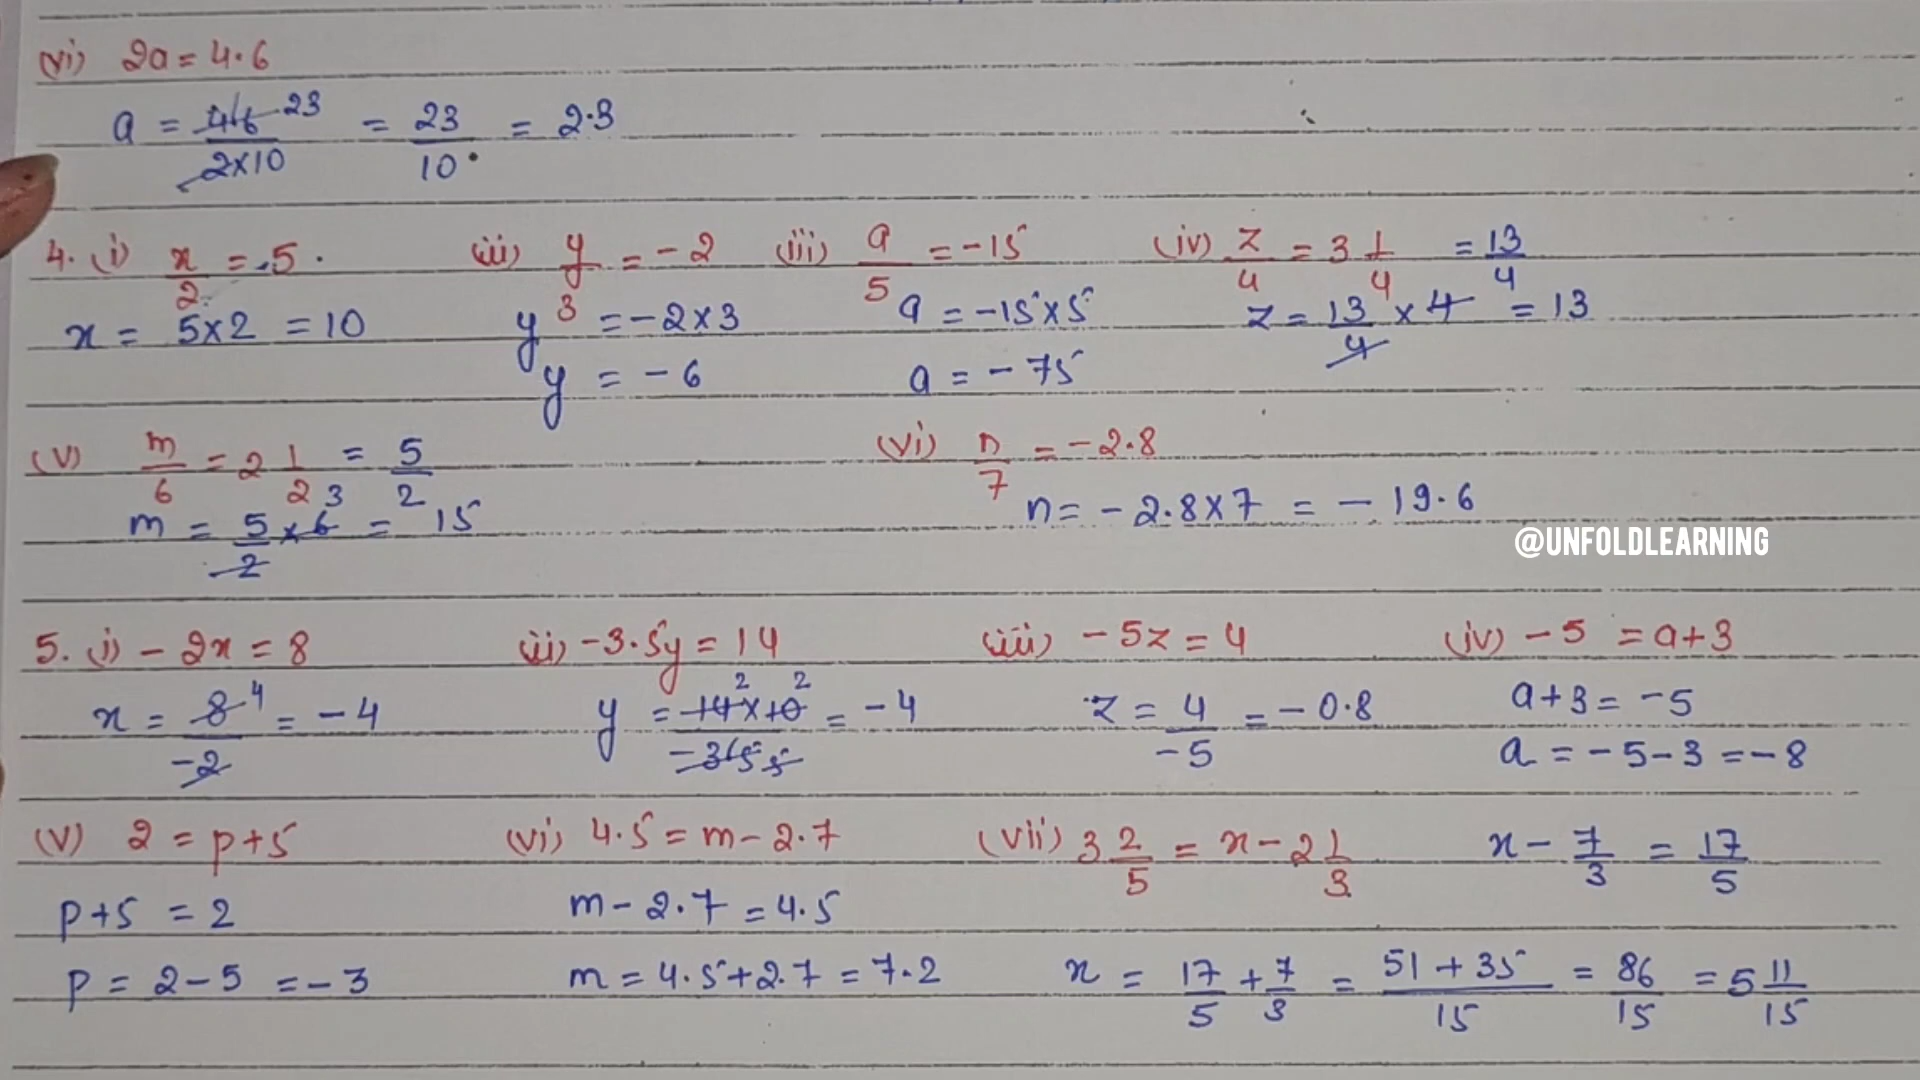 (vi) 2a = 4.6
a = 46 23 / 2×10 = 23/10 = 2.3
4. (i) x/2 = 5. (ii) y/3 = -2 (iii) a/5 = -15 (iv) z/4 = 3 1/4 = 13/4
x = 5×2 = 10 y = -2×3 a = -15×5 z = 13/4 × 4 = 13
y = -6 a = -75
(v) m/6 = 2 1/2 = 5/2 (vi) n/7 = -2.8
m = 5/2 × 6 3 = 15 n = -2.8×7 = -19.6
@UNFOLDLEARNING
5. (i) -2x = 8 (ii) -3.5y = 14 (iii) -5z = 4 (iv) -5 = a+3
x = 8 4 / -2 = -4 y = 14 2 × 10 2 / -35 5 = -4 z = 4/-5 = -0.8 a+3 = -5
a = -5-3 = -8
(v) 2 = p+5 (vi) 4.5 = m-2.7 (vii) 3 2/5 = x - 2 1/3 x - 7/3 = 17/5
p+5 = 2 m-2.7 = 4.5
p = 2-5 = -3 m = 4.5+2.7 = 7.2 x = 17/5 + 7/3 = 51+35/15 = 86/15 = 5 11/15